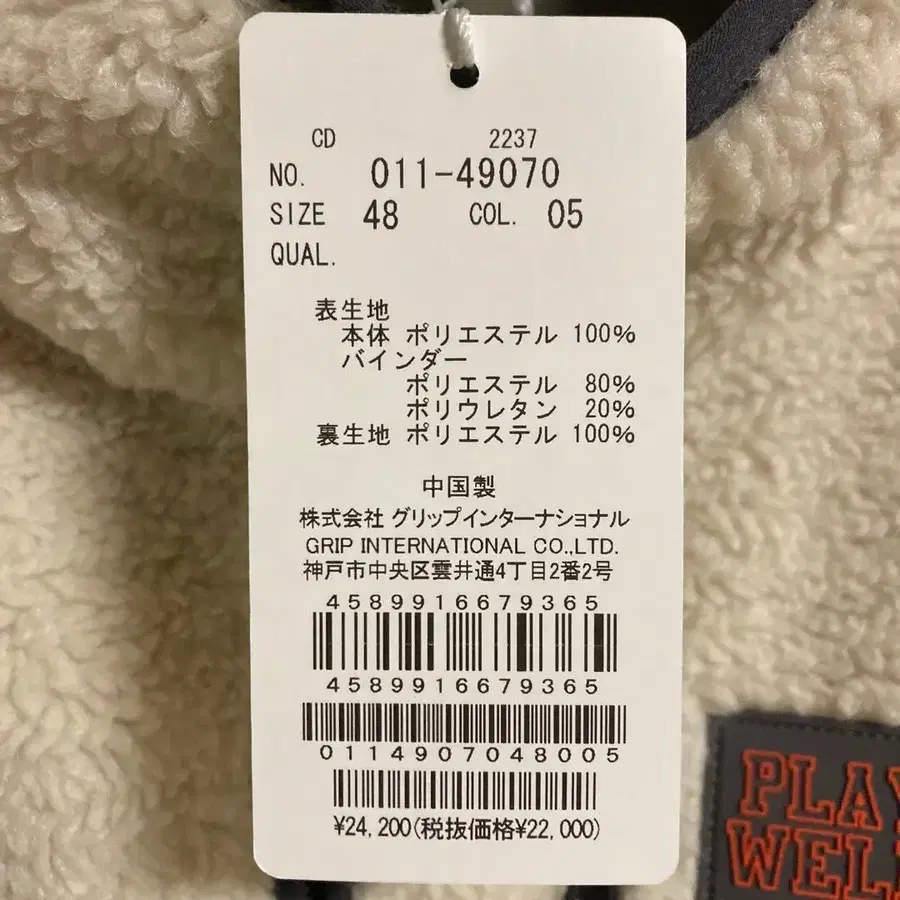 CD 2237
NO. 011-49070
SIZE 48 COL. 05
QUAL.
表生地
本体 ポリエステル 100%
バインダー
ポリエステル 80%
ポリウレタン 20%
裏生地 ポリエステル 100%
中国製
株式会社 グリップインターナショナル
GRIP INTERNATIONAL CO.,LTD.
神戸市中央区雲井通4丁目2番2号
4589916679365
4589916679365
0114907048005
¥24,200(税抜価格¥22,000)
PLAY
WEL